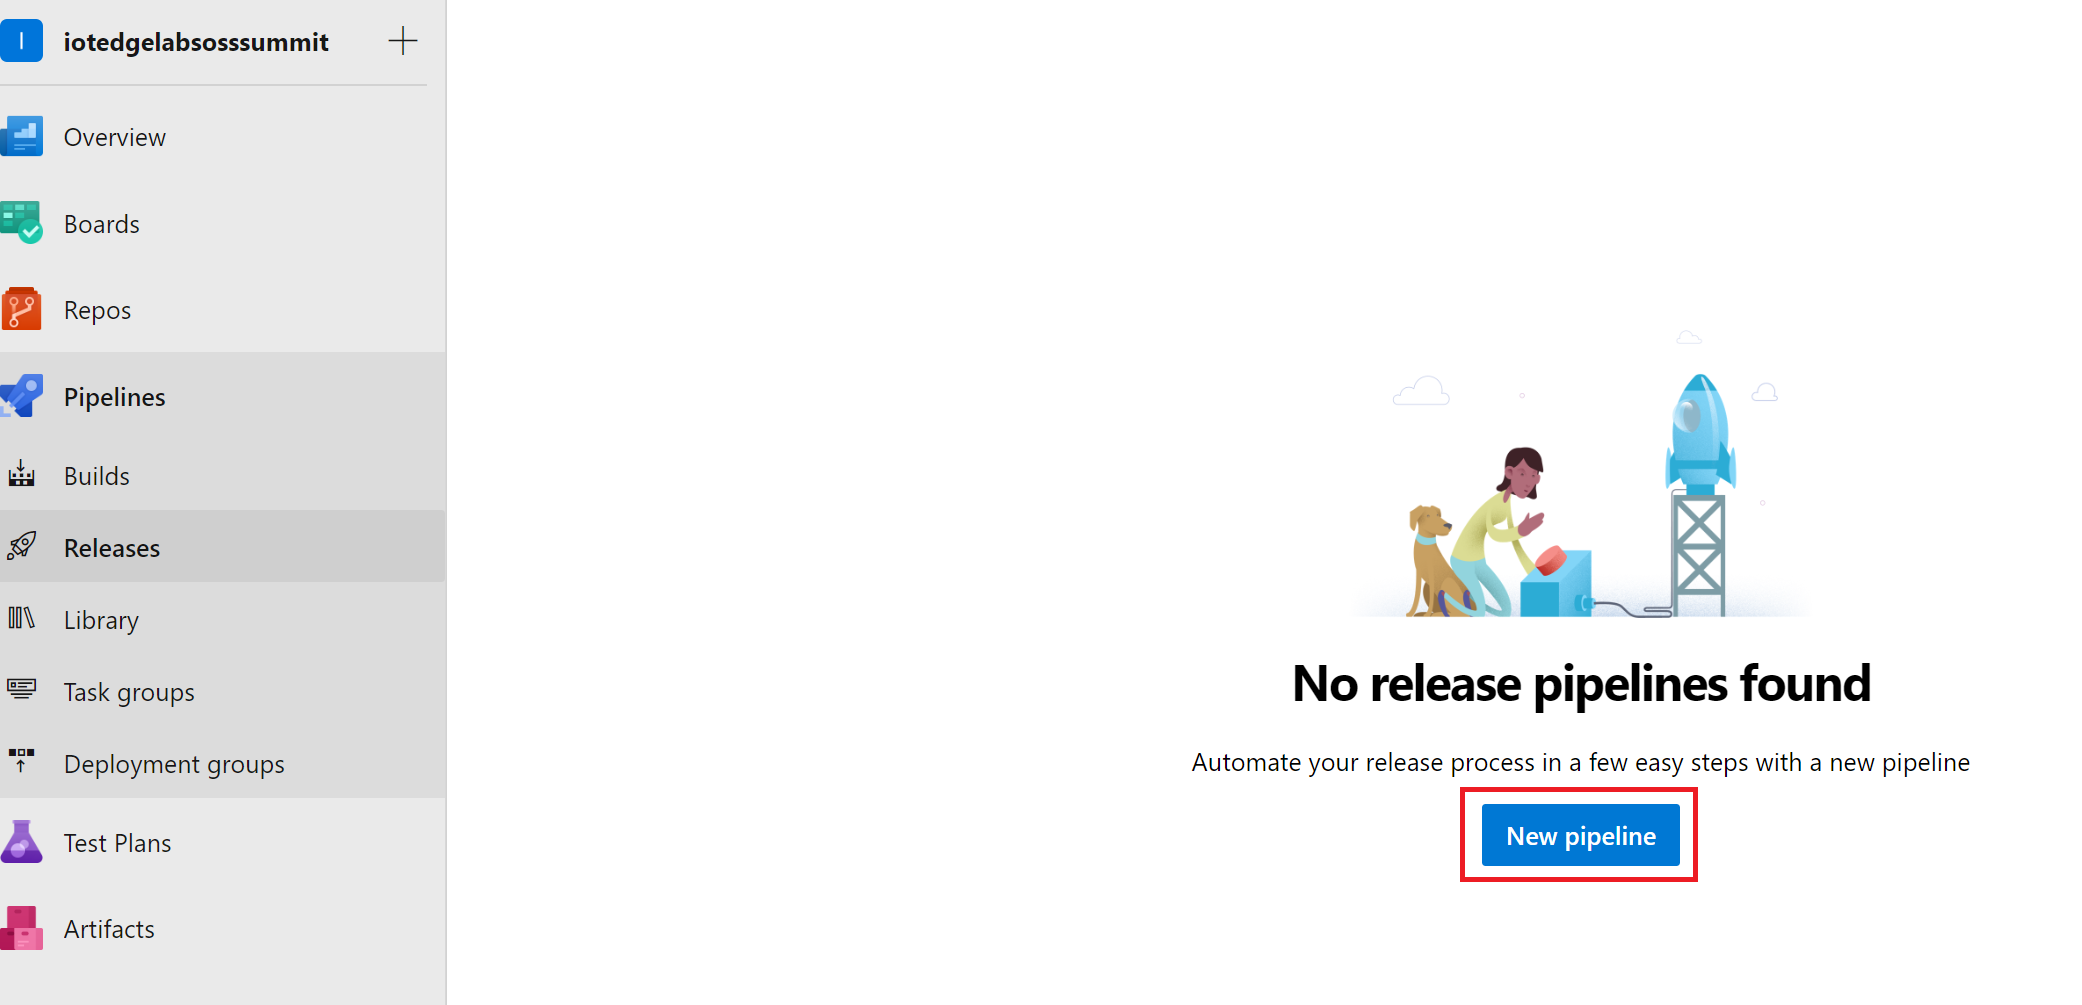 I
iotedgelabsosssummit
Overview
Boards
Repos
Pipelines
Builds
Releases
Library
Task groups
Deployment groups
Test Plans
Artifacts
No release pipelines found
Automate your release process in a few easy steps with a new pipeline
New pipeline